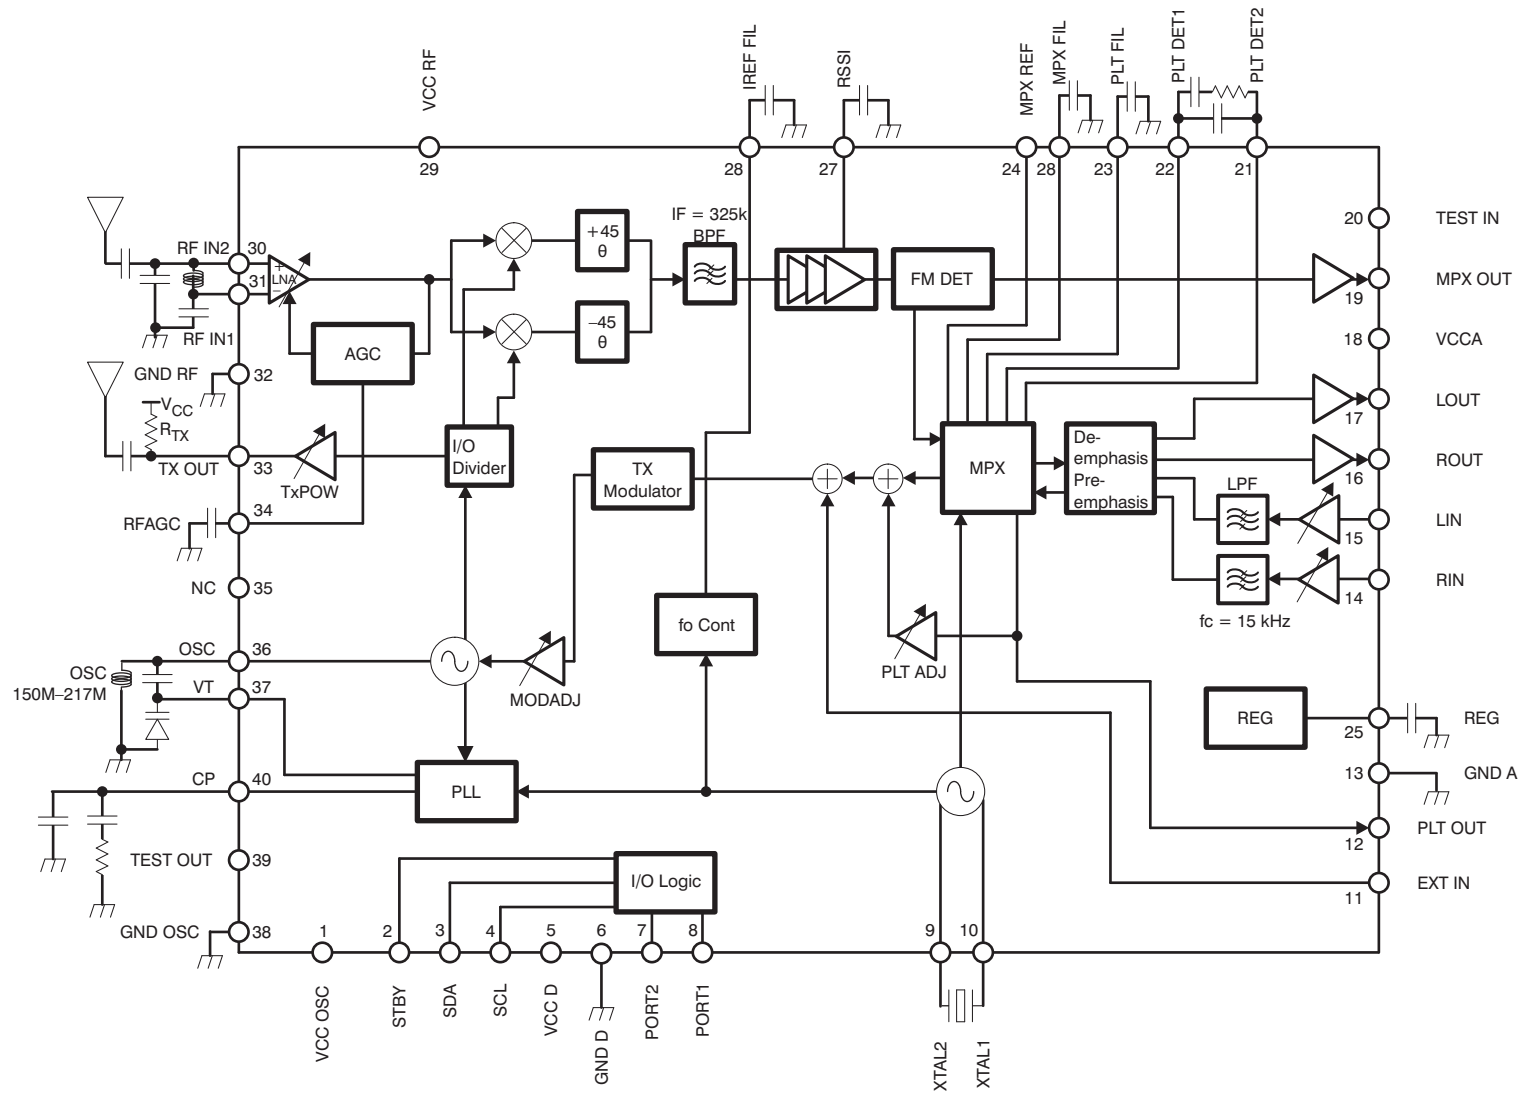 VCC RF
IREF FIL
RSSI
MPX REF
MPX FIL
PLT FIL
PLT DET1
PLT DET2
29
28
27
24
28
23
22
21
RF IN2
30
31
RF IN1
+
LNA
−
AGC
GND RF
32
VCC
RTX
TX OUT
33
TxPOW
RFAGC
34
NC
35
OSC
36
OSC
150M–217M
VT
37
CP
40
TEST OUT
39
GND OSC
38
+45
θ
−45
θ
IF = 325k
BPF
FM DET
I/O
Divider
TX
Modulator
+
+
MPX
De-
emphasis
Pre-
emphasis
LPF
fc = 15 kHz
fo Cont
PLT ADJ
MODADJ
PLL
REG
I/O Logic
20
TEST IN
19
MPX OUT
18
VCCA
17
LOUT
16
ROUT
15
LIN
14
RIN
25
REG
13
GND A
12
PLT OUT
11
EXT IN
1
2
3
4
5
6
7
8
9
10
VCC OSC
STBY
SDA
SCL
VCC D
GND D
PORT2
PORT1
XTAL2
XTAL1